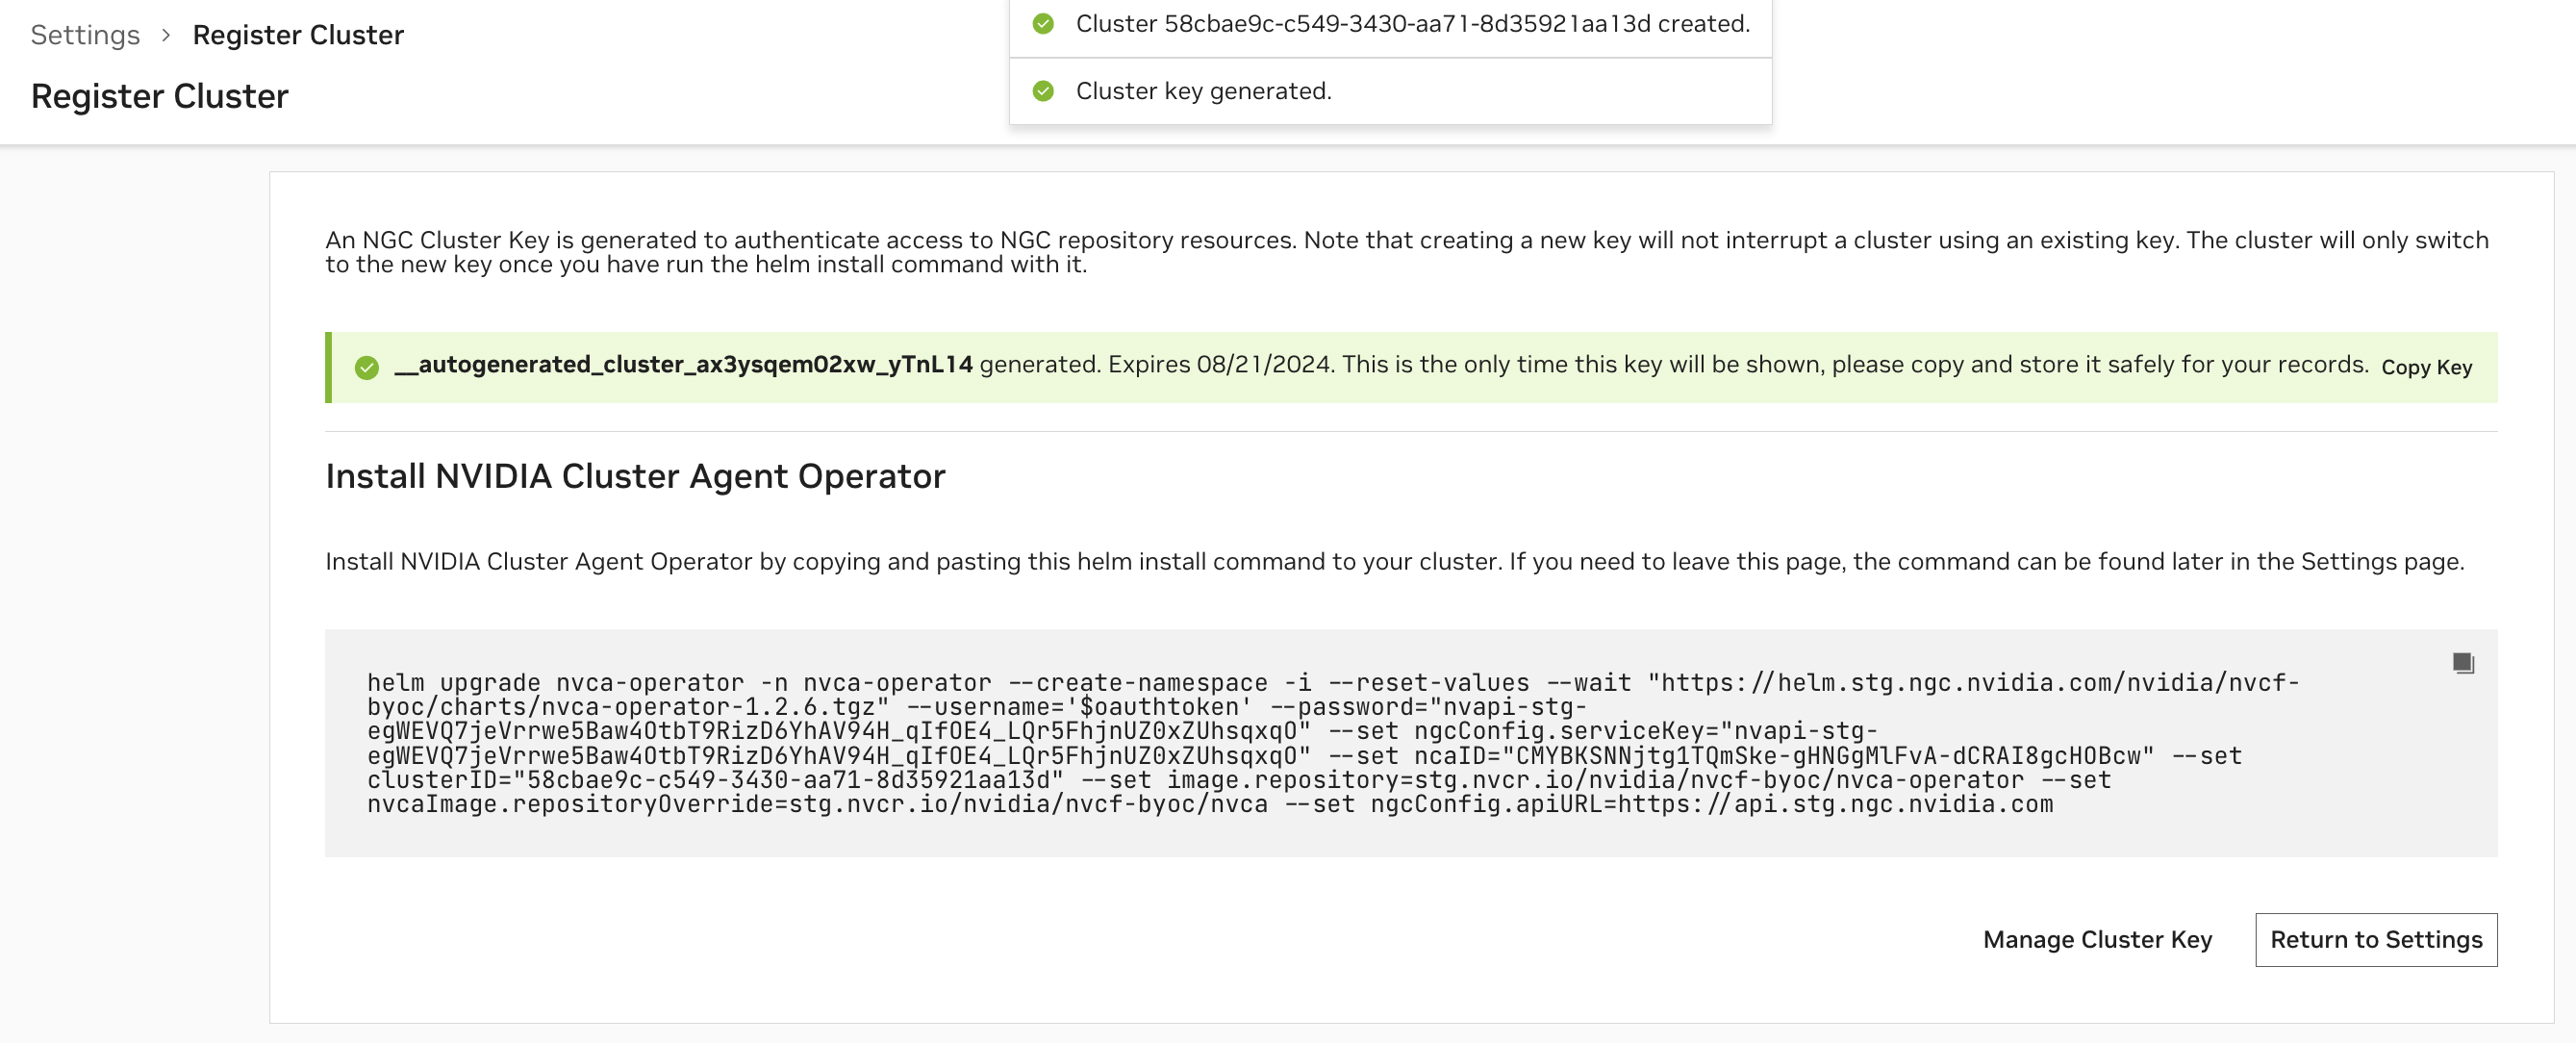 Settings > Register Cluster
Register Cluster
Cluster 58cbae9c-c549-3430-aa71-8d35921aa13d created.
Cluster key generated.
An NGC Cluster Key is generated to authenticate access to NGC repository resources. Note that creating a new key will not interrupt a cluster using an existing key. The cluster will only switch
to the new key once you have run the helm install command with it.
__autogenerated_cluster_ax3ysqem02xw_yTnL14 generated. Expires 08/21/2024. This is the only time this key will be shown, please copy and store it safely for your records. Copy Key
Install NVIDIA Cluster Agent Operator
Install NVIDIA Cluster Agent Operator by copying and pasting this helm install command to your cluster. If you need to leave this page, the command can be found later in the Settings page.
helm upgrade nvca-operator -n nvca-operator --create-namespace -i --reset-values --wait "https://helm.stg.ngc.nvidia.com/nvidia/nvcf-
byoc/charts/nvca-operator-1.2.6.tgz" --username='$oauthtoken' --password="nvapi-stg-
egWEVQ7jeVrrwe5Baw4OtbT9RizD6YhAV94H_qIfOE4_LQr5FhjnUZ0xZUhsqxqO" --set ngcConfig.serviceKey="nvapi-stg-
egWEVQ7jeVrrwe5Baw4OtbT9RizD6YhAV94H_qIfOE4_LQr5FhjnUZ0xZUhsqxqO" --set ncaID="CMYBKSNNjtg1TQmSke-gHNGgMlFvA-dCRAI8gcHOBcw" --set
clusterID="58cbae9c-c549-3430-aa71-8d35921aa13d" --set image.repository=stg.nvcr.io/nvidia/nvcf-byoc/nvca-operator --set
nvcaImage.repositoryOverride=stg.nvcr.io/nvidia/nvcf-byoc/nvca --set ngcConfig.apiURL=https://api.stg.ngc.nvidia.com
Manage Cluster Key
Return to Settings